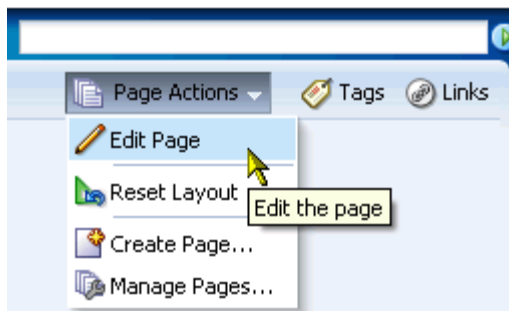 Page Actions Tags Links
Edit Page
Reset Layout
Edit the page
Create Page...
Manage Pages...